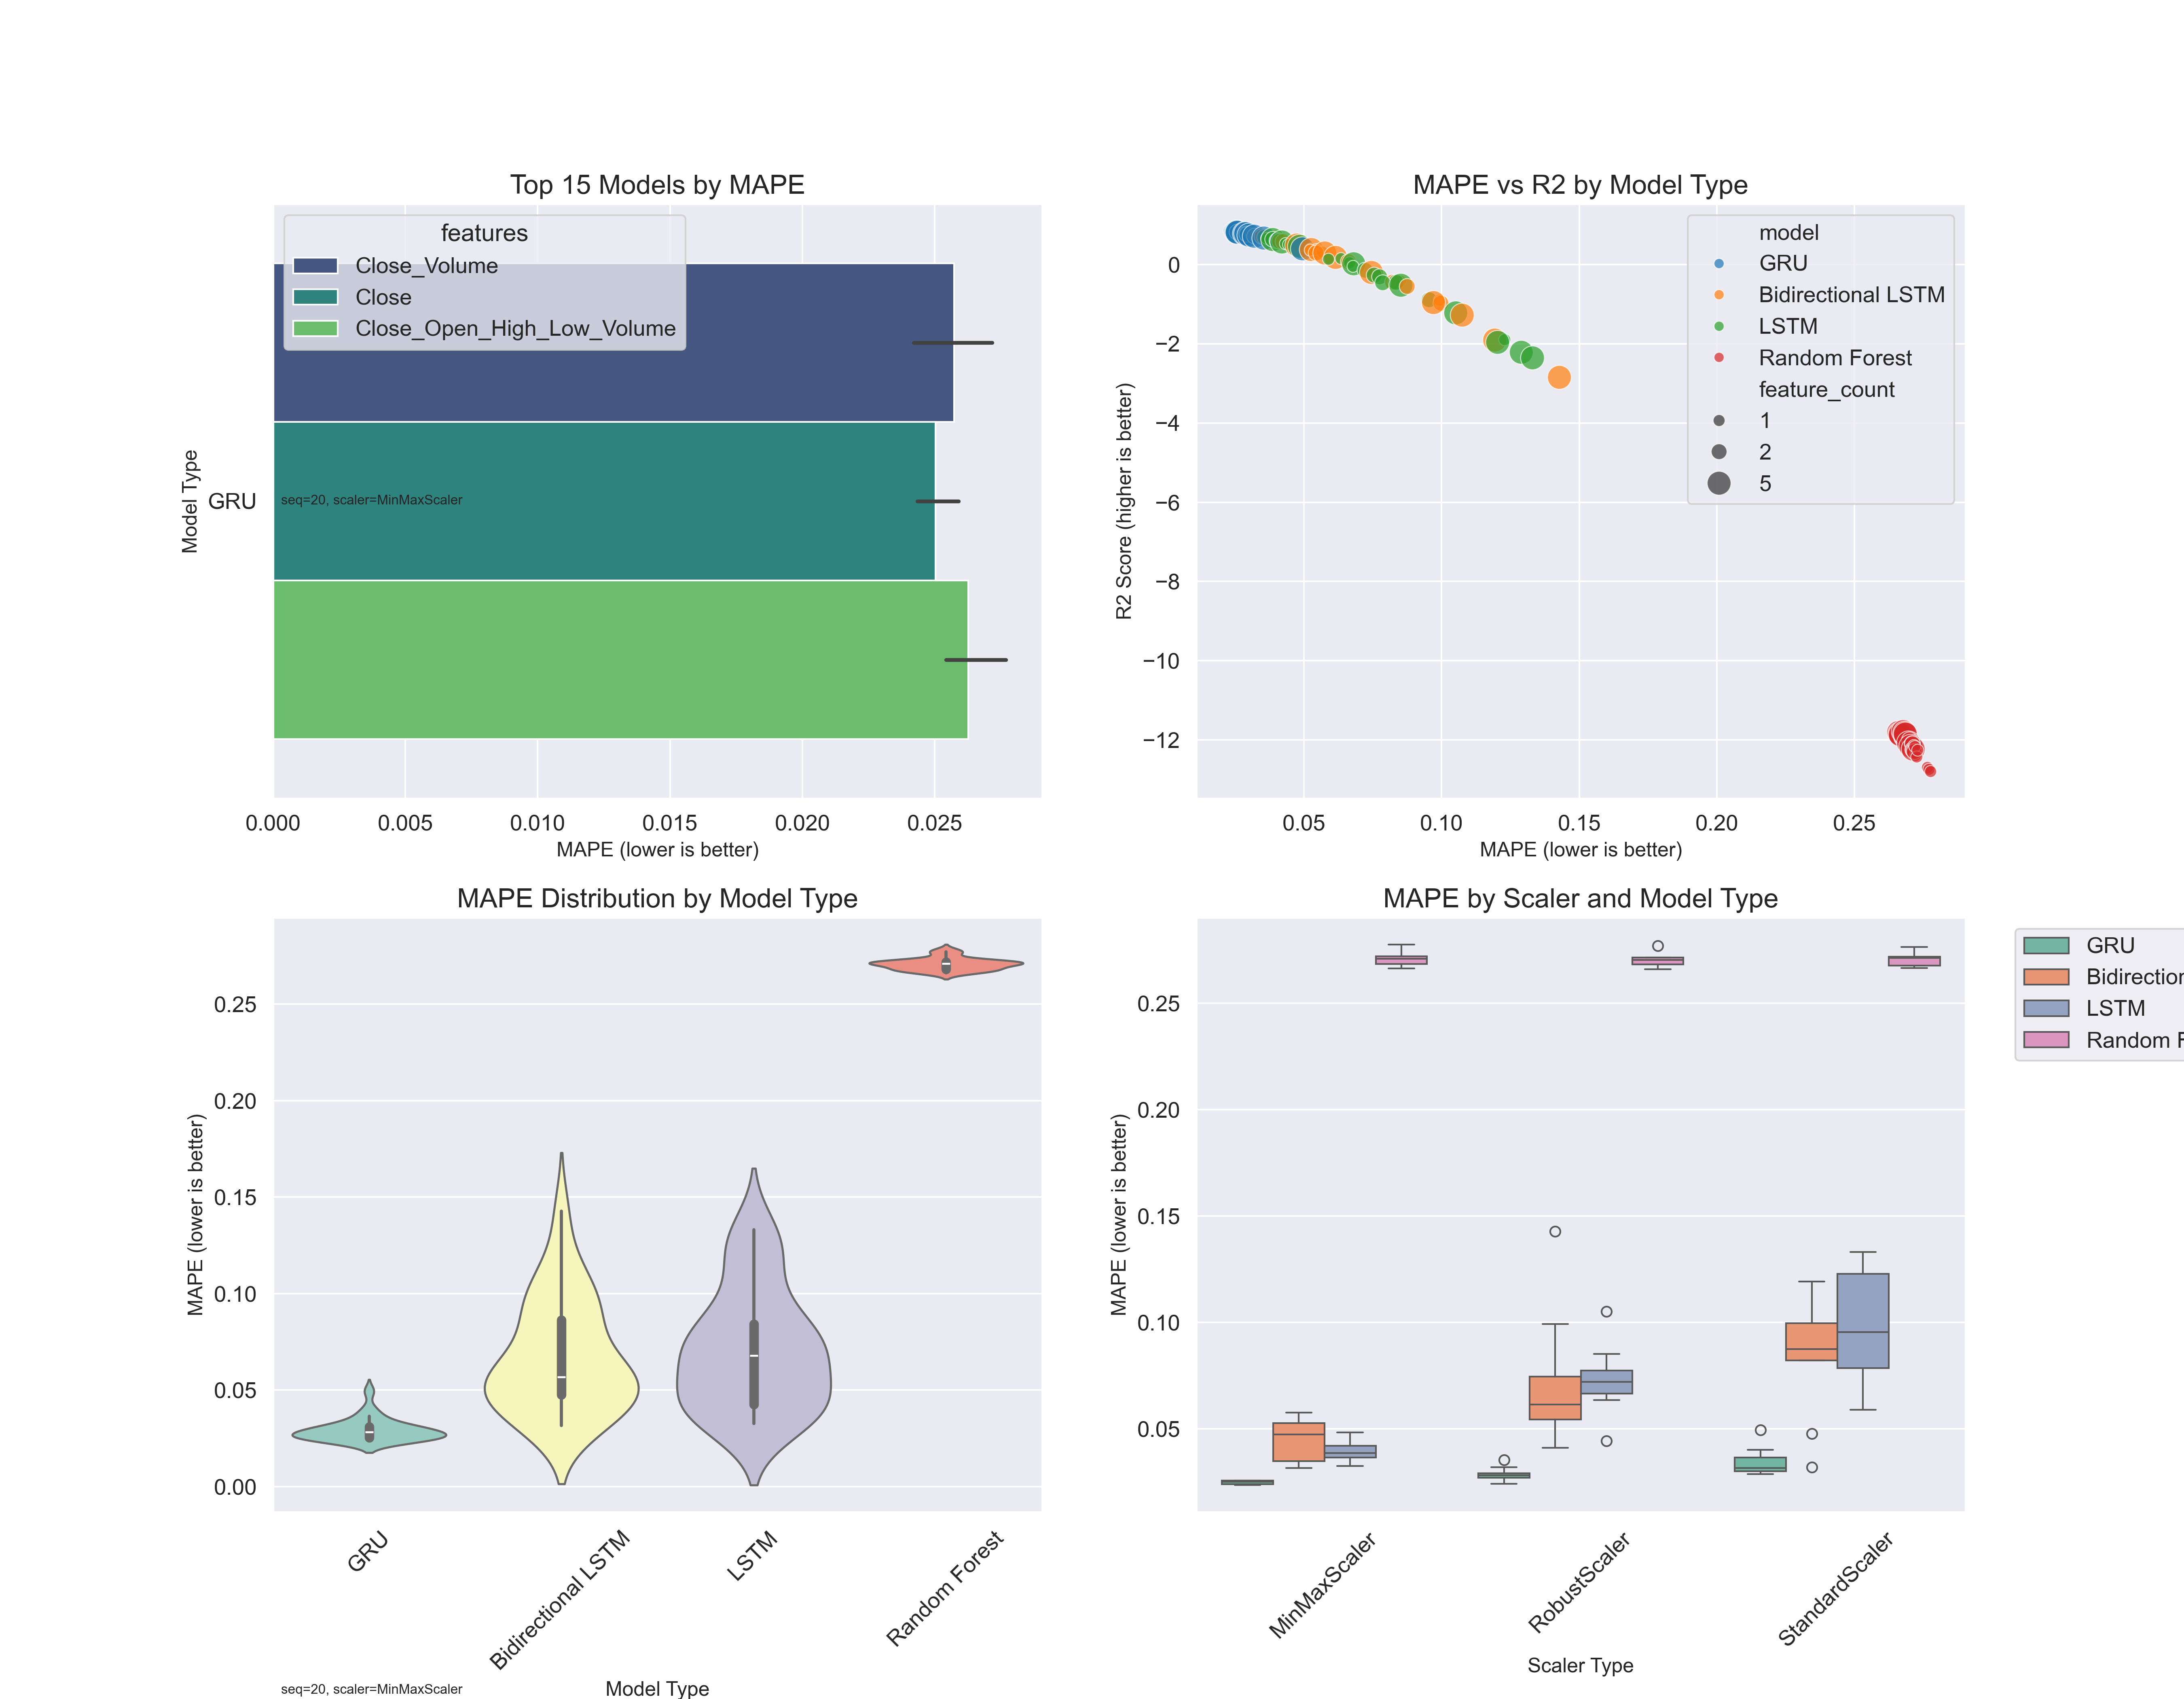 Top 15 Models by MAPE
features
Close_Volume
Close
Close_Open_High_Low_Volume
Model Type
GRU
seq=20, scaler=MinMaxScaler
0.000
0.005
0.010
0.015
0.020
0.025
MAPE (lower is better)
MAPE vs R2 by Model Type
model
GRU
Bidirectional LSTM
LSTM
Random Forest
feature_count
1
2
5
R2 Score (higher is better)
0
−2
−4
−6
−8
−10
−12
0.05
0.10
0.15
0.20
0.25
MAPE (lower is better)
MAPE Distribution by Model Type
MAPE (lower is better)
0.25
0.20
0.15
0.10
0.05
0.00
GRU
Bidirectional LSTM
LSTM
Random Forest
Model Type
seq=20, scaler=MinMaxScaler
MAPE by Scaler and Model Type
MAPE (lower is better)
0.25
0.20
0.15
0.10
0.05
MinMaxScaler
RobustScaler
StandardScaler
Scaler Type
GRU
LSTM
Random